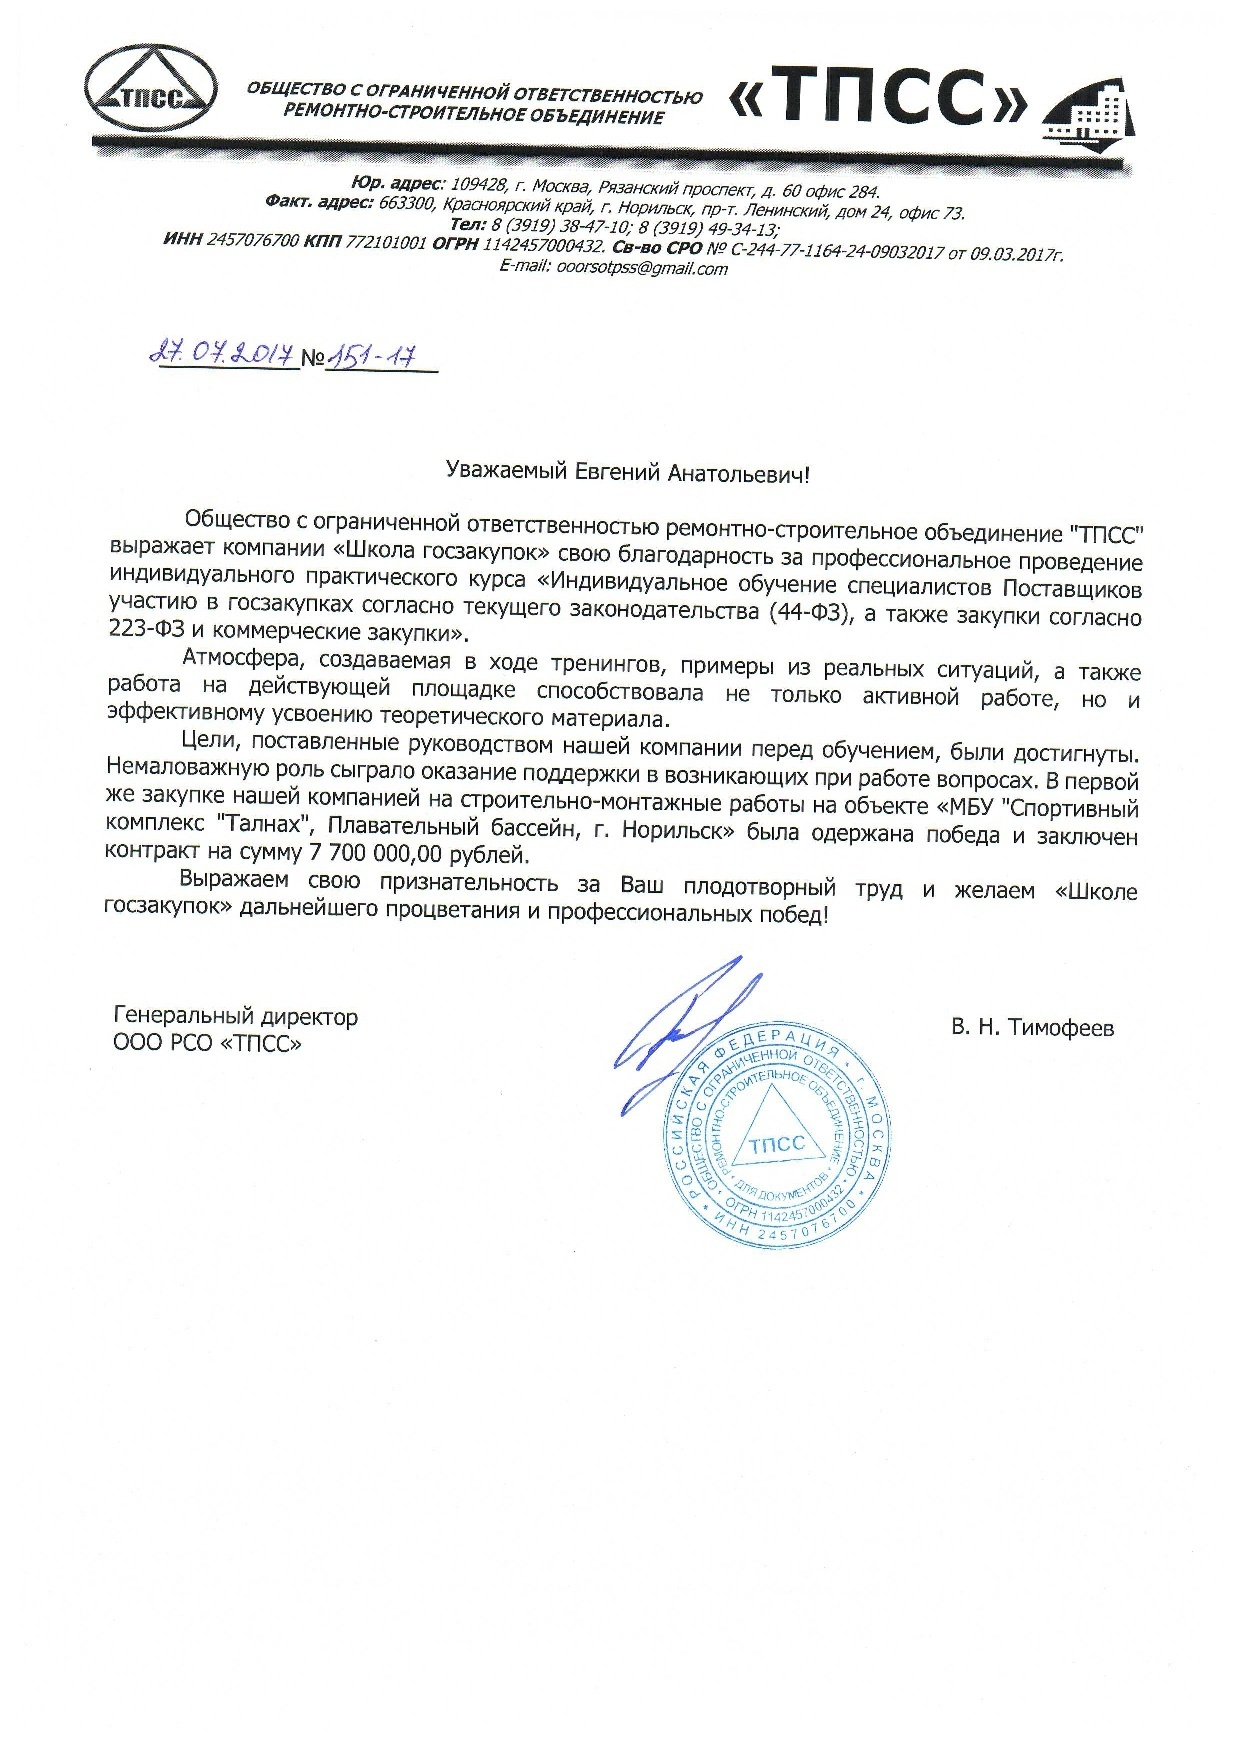 ТПСС
ОБЩЕСТВО С ОГРАНИЧЕННОЙ ОТВЕТСТВЕННОСТЬЮ
РЕМОНТНО-СТРОИТЕЛЬНОЕ ОБЪЕДИНЕНИЕ
«ТПСС»
Юр. адрес: 109428, г. Москва, Рязанский проспект, д. 60 офис 284.
Факт. адрес: 663300, Красноярский край, г. Норильск, пр-т. Ленинский, дом 24, офис 73.
Тел: 8 (3919) 38-47-10; 8 (3919) 49-34-13;
ИНН 2457076700 КПП 772101001 ОГРН 1142457000432. Св-во СРО № С-244-77-1164-24-09032017 от 09.03.2017г.
E-mail: ooorsotpss@gmail.com
27.07.2017 № 151-17
Уважаемый Евгений Анатольевич!
Общество с ограниченной ответственностью ремонтно-строительное объединение "ТПСС"
выражает компании «Школа госзакупок» свою благодарность за профессиональное проведение
индивидуального практического курса «Индивидуальное обучение специалистов Поставщиков
участию в госзакупках согласно текущего законодательства (44-ФЗ), а также закупки согласно
223-ФЗ и коммерческие закупки».
Атмосфера, создаваемая в ходе тренингов, примеры из реальных ситуаций, а также
работа на действующей площадке способствовала не только активной работе, но и
эффективному усвоению теоретического материала.
Цели, поставленные руководством нашей компании перед обучением, были достигнуты.
Немаловажную роль сыграло оказание поддержки в возникающих при работе вопросах. В первой
же закупке нашей компанией на строительно-монтажные работы на объекте «МБУ "Спортивный
комплекс "Талнах", Плавательный бассейн, г. Норильск» была одержана победа и заключен
контракт на сумму 7 700 000,00 рублей.
Выражаем свою признательность за Ваш плодотворный труд и желаем «Школе
госзакупок» дальнейшего процветания и профессиональных побед!
Генеральный директор
ООО РСО «ТПСС»
В. Н. Тимофеев
РОССИЙСКАЯ ФЕДЕРАЦИЯ • г. МОСКВА • ИНН 2457076700 •
ОБЩЕСТВО С ОГРАНИЧЕННОЙ ОТВЕТСТВЕННОСТЬЮ • ОГРН 1142457000432 •
РЕМОНТНО-СТРОИТЕЛЬНОЕ ОБЪЕДИНЕНИЕ • ДЛЯ ДОКУМЕНТОВ •
ТПСС